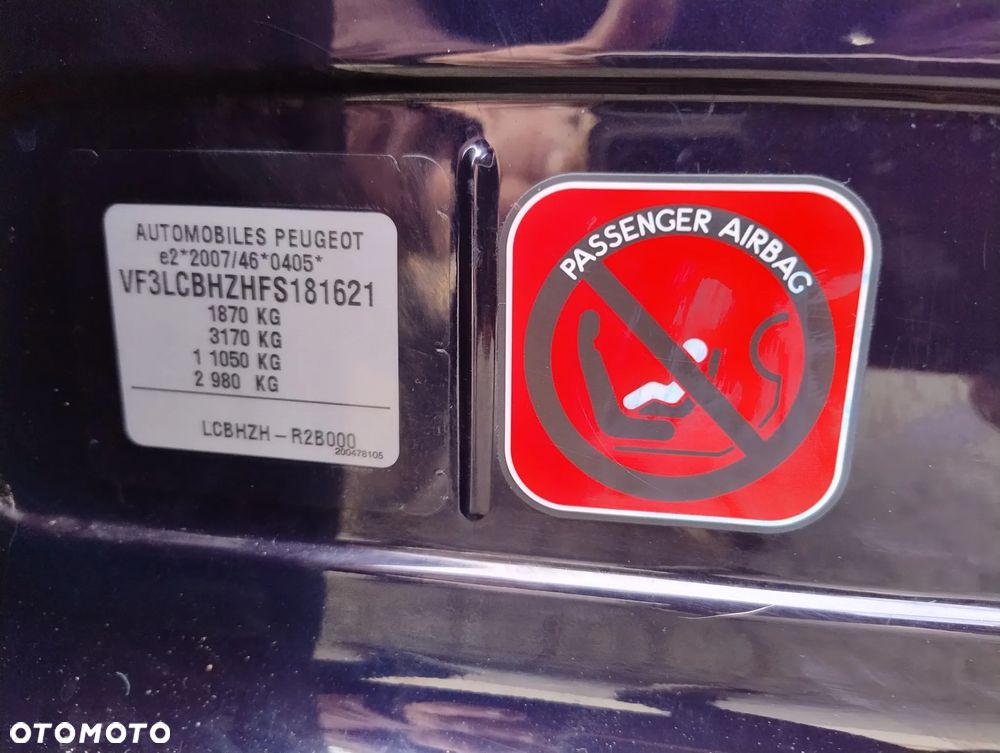 AUTOMOBILES PEUGEOT
e2*2007/46*0405*
VF3LCBHZHFS181621
1870 KG
3170 KG
1 1050 KG
2 980 KG
LCBHZH – R2B000
200478105
PASSENGER AIRBAG
OTOMOTO